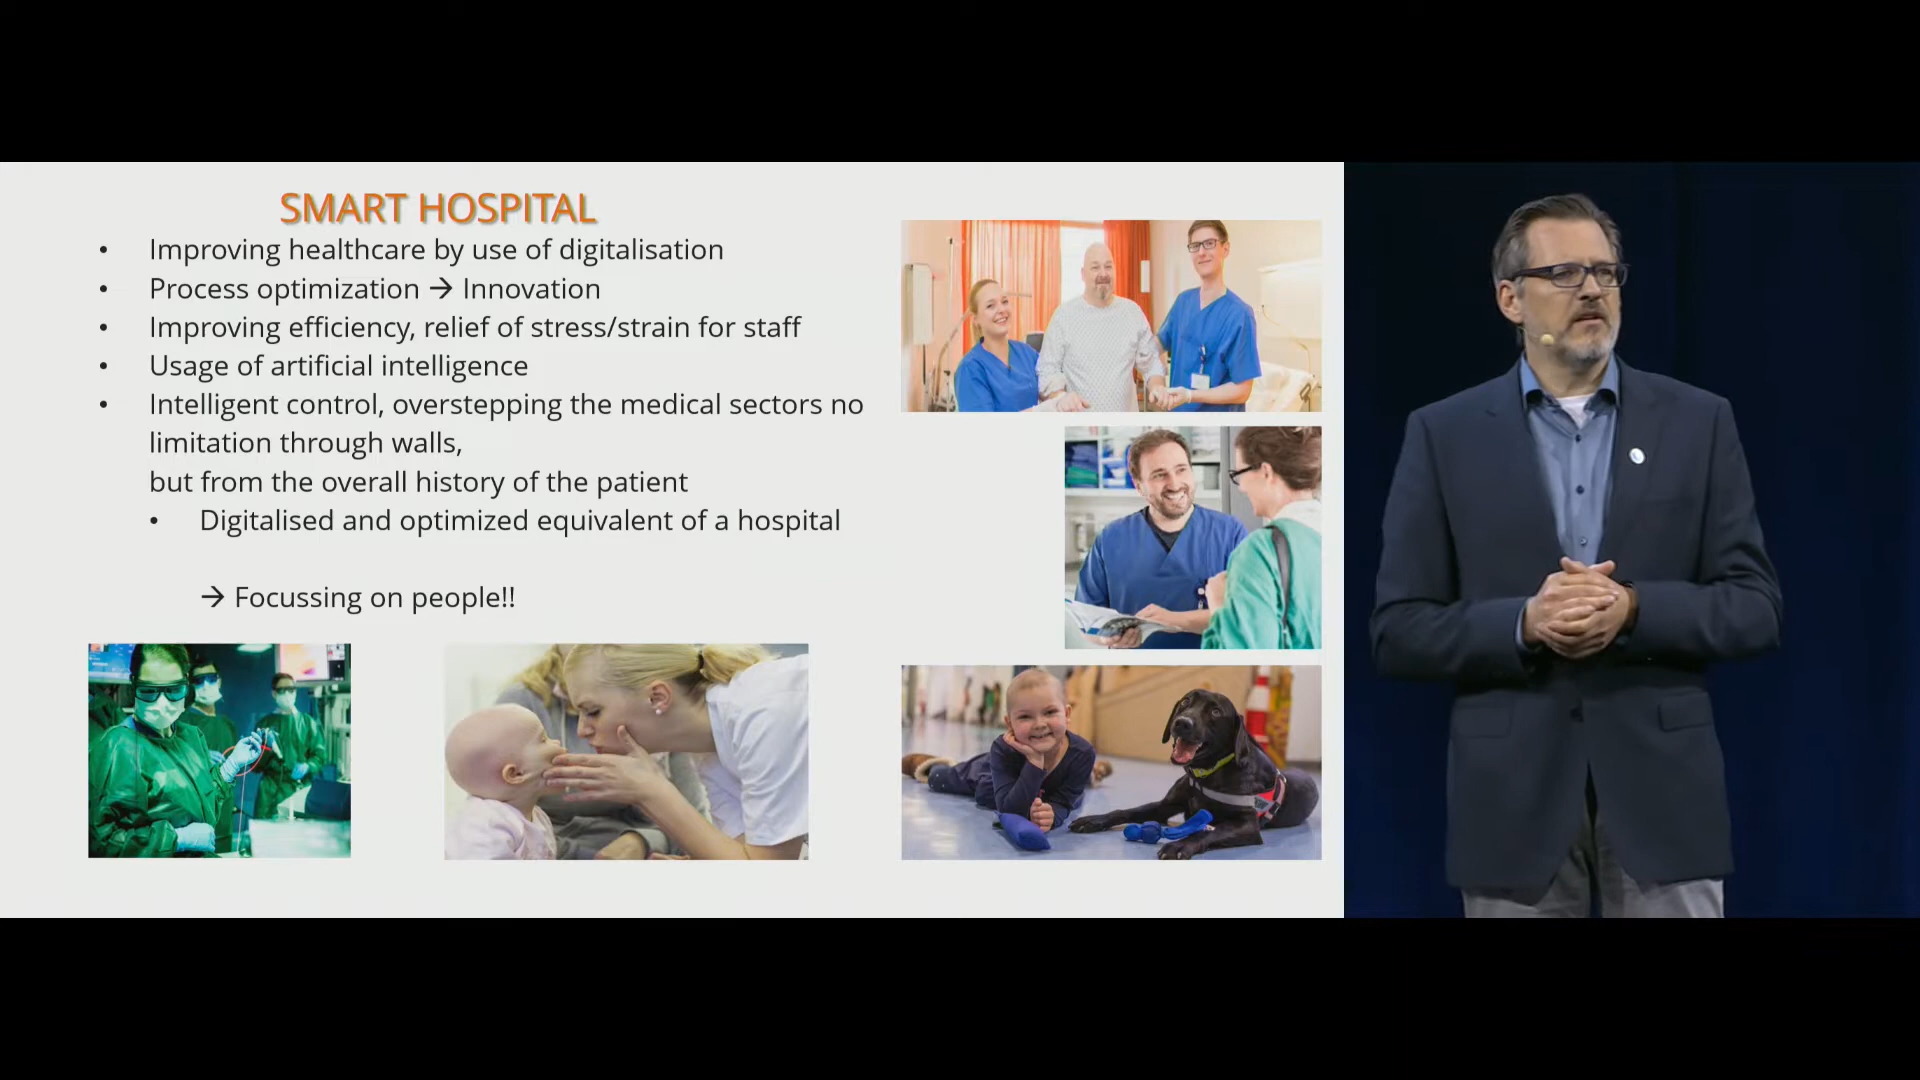 SMART HOSPITAL
• Improving healthcare by use of digitalisation
• Process optimization → Innovation
• Improving efficiency, relief of stress/strain for staff
• Usage of artificial intelligence
• Intelligent control, overstepping the medical sectors no
limitation through walls,
but from the overall history of the patient
• Digitalised and optimized equivalent of a hospital
→ Focussing on people!!